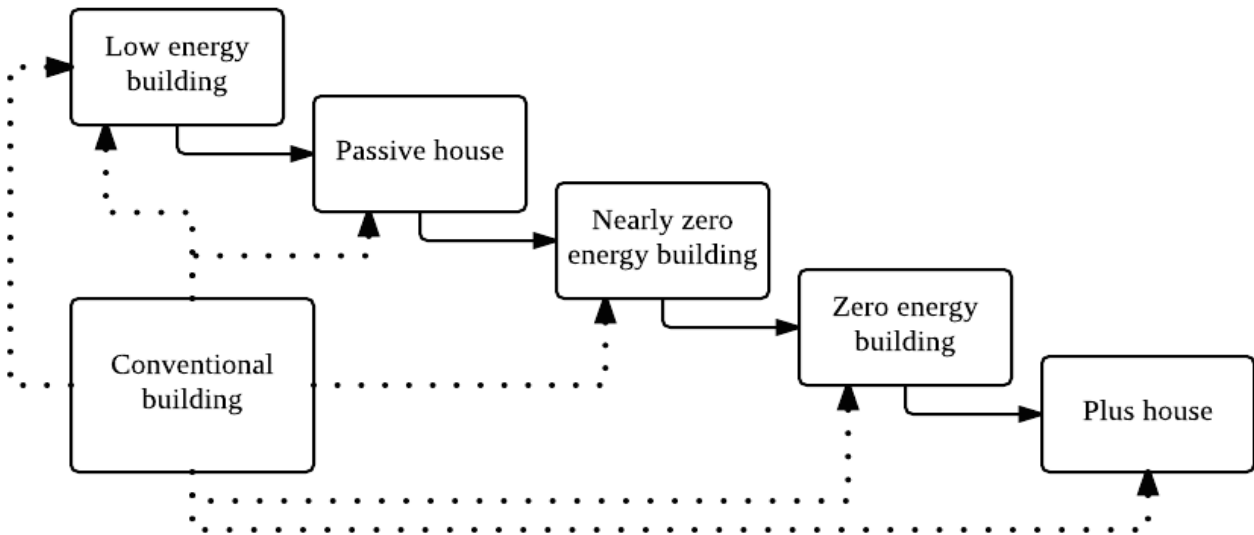 Low energy
building
Passive house
Nearly zero
energy building
Zero energy
building
Conventional
building
Plus house